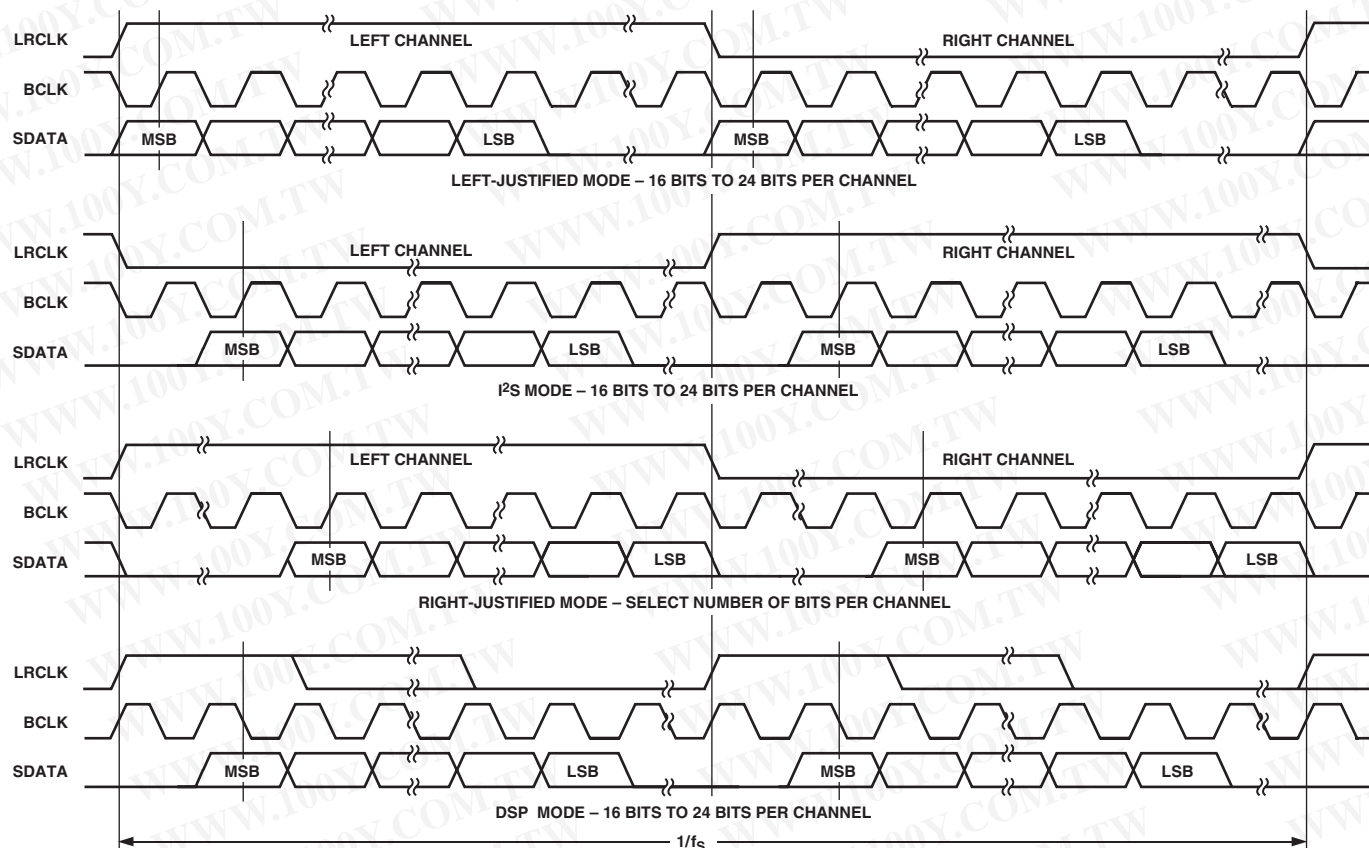 LRCLK LEFT CHANNEL RIGHT CHANNEL
BCLK
SDATA MSB LSB MSB LSB
LEFT-JUSTIFIED MODE – 16 BITS TO 24 BITS PER CHANNEL
LRCLK LEFT CHANNEL RIGHT CHANNEL
BCLK
SDATA MSB LSB MSB LSB
I²S MODE – 16 BITS TO 24 BITS PER CHANNEL
LRCLK LEFT CHANNEL RIGHT CHANNEL
BCLK
SDATA MSB LSB MSB LSB
RIGHT-JUSTIFIED MODE – SELECT NUMBER OF BITS PER CHANNEL
LRCLK
BCLK
SDATA MSB LSB MSB LSB
DSP MODE – 16 BITS TO 24 BITS PER CHANNEL
1/fS
WWW.100Y.COM.TW